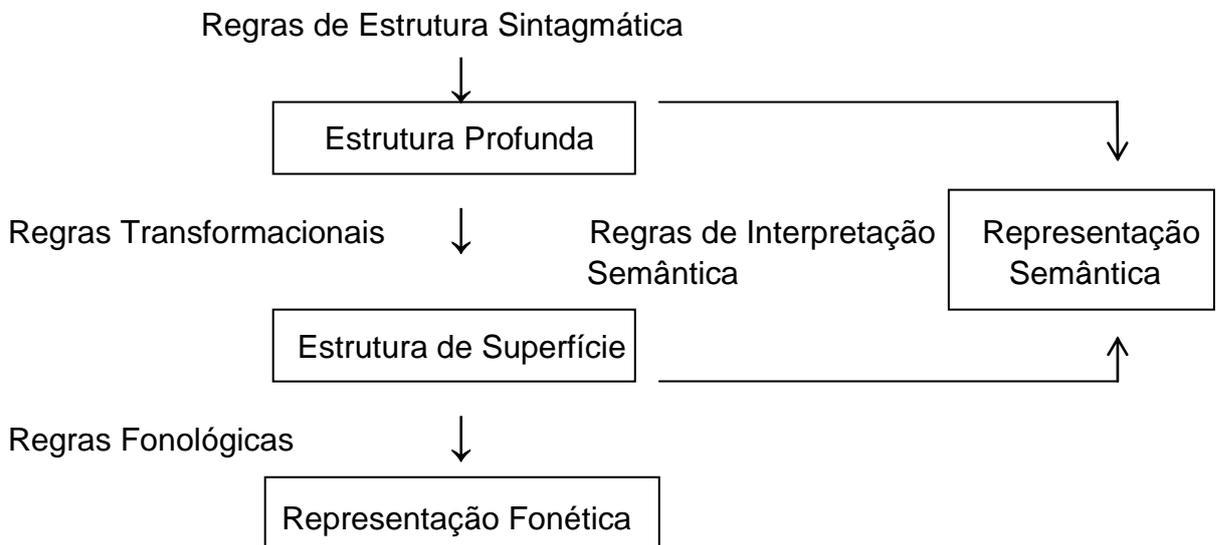 Regras de Estrutura Sintagmática
Estrutura Profunda
Regras Transformacionais
Regras de Interpretação
Semântica
Representação
Semântica
Estrutura de Superfície
Regras Fonológicas
Representação Fonética